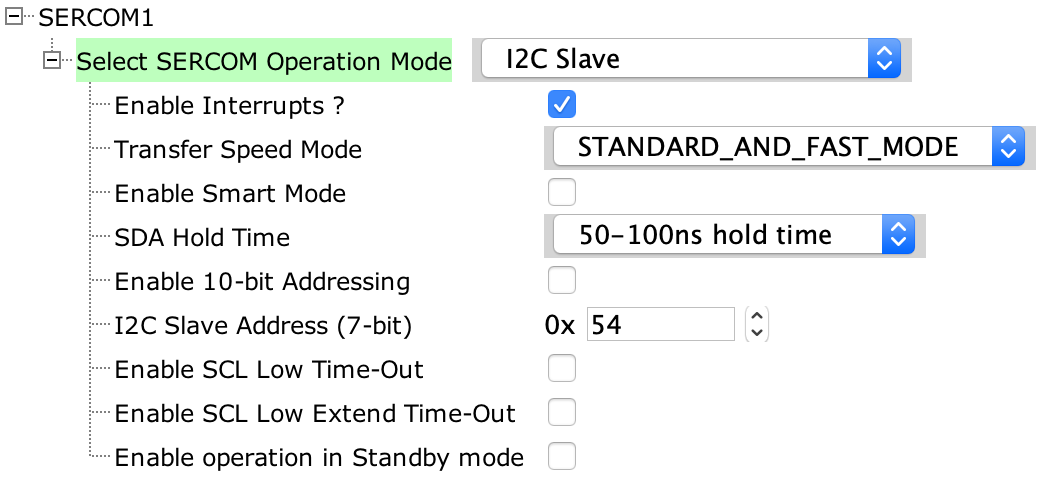 SERCOM1
Select SERCOM Operation Mode I2C Slave
Enable Interrupts ?
Transfer Speed Mode STANDARD_AND_FAST_MODE
Enable Smart Mode
SDA Hold Time 50-100ns hold time
Enable 10-bit Addressing
I2C Slave Address (7-bit) 0x 54
Enable SCL Low Time-Out
Enable SCL Low Extend Time-Out
Enable operation in Standby mode